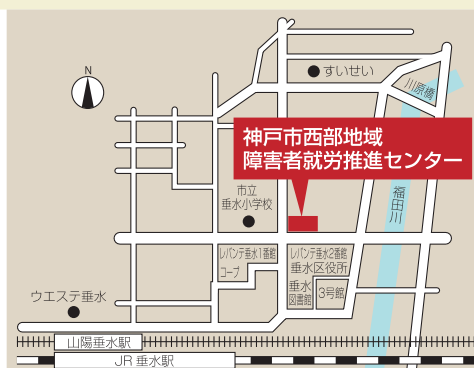 N
すいせい
川原橋
神戸市西部地域
障害者就労推進センター
福田川
市立
垂水小学校
レバンテ垂水1番館
コープ
レバンテ垂水2番館
垂水区役所
垂水
図書館
3号館
ウエステ垂水
山陽垂水駅
JR 垂水駅